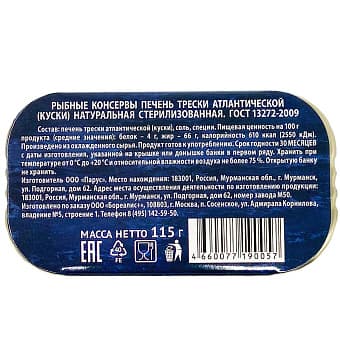 РЫБНЫЕ КОНСЕРВЫ ПЕЧЕНЬ ТРЕСКИ АТЛАНТИЧЕСКОЙ
(КУСКИ) НАТУРАЛЬНАЯ СТЕРИЛИЗОВАННАЯ. ГОСТ 13272-2009
Состав: печень трески атлантической (куски), соль, специи. Пищевая ценность на 100 г
продукта (средние значения): белок – 4 г, жир – 66 г, калорийность 610 ккал (2550 кДж).
Произведено из охлажденного сырья. Продукт готов к употреблению. Срок годности 30 МЕСЯЦЕВ
с даты изготовления, указанной на крышке или донышке банки в первом ряду. Хранить при
температуре от 0 °С до +20 °С и относительной влажности воздуха не более 75 %. Открытую банку
не хранить.
Изготовитель ООО «Парус». Место нахождения: 183001, Россия, Мурманская обл., г. Мурманск,
ул. Подгорная, дом 62. Адрес места осуществления деятельности по изготовлению продукции:
183001, Россия, Мурманская обл., г. Мурманск, ул. Подгорная, дом 62, номер завода М50.
Изготовлено по заказу ООО «Бореалис», 108803, г. Москва, п. Сосенское, ул. Адмирала Корнилова,
владение №5, строение 1. Телефон 8 (495) 142-59-50.
МАССА НЕТТО 115 г
EAC
40
FE
4 660077 190057